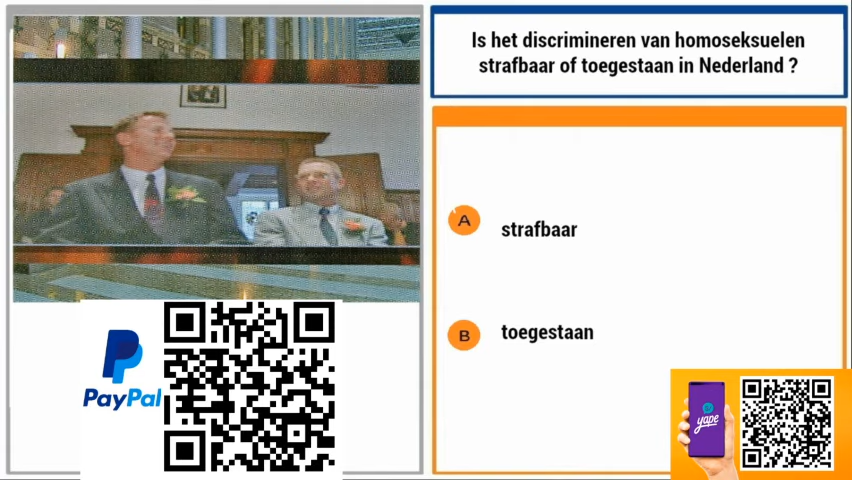 Is het discrimineren van homoseksuelen
strafbaar of toegestaan in Nederland ?
A
strafbaar
B
toegestaan
PayPal
yape